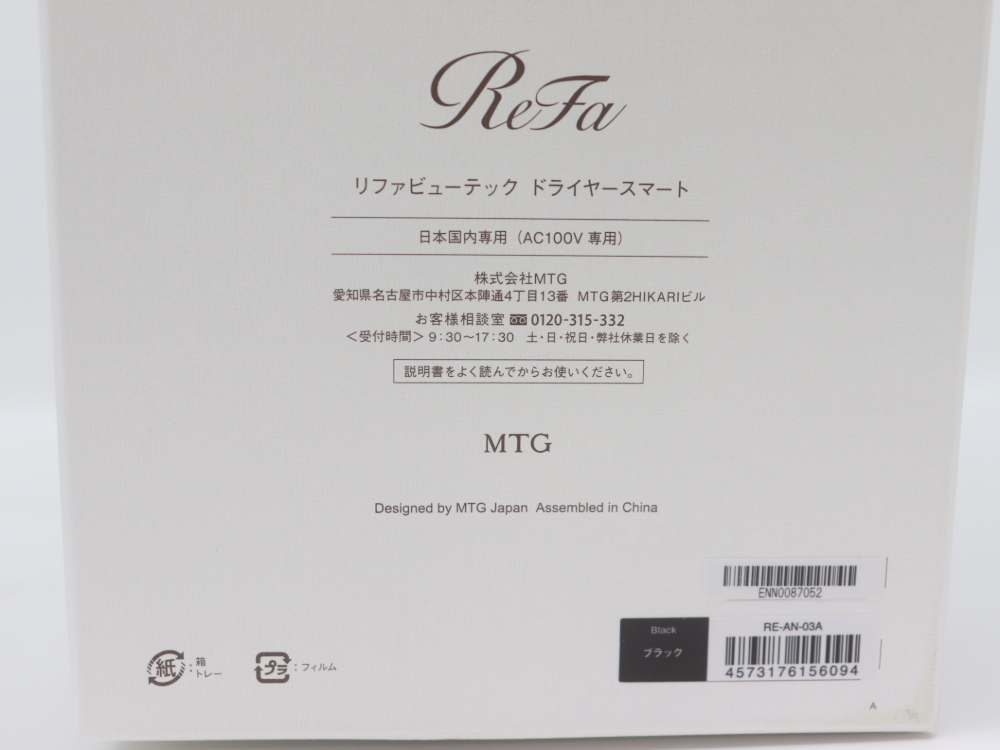 ReFa
リファビューテック ドライヤースマート
日本国内専用（AC100V 専用）
株式会社MTG
愛知県名古屋市中村区本陣通4丁目13番 MTG第2HIKARIビル
お客様相談室 0120-315-332
＜受付時間＞9：30～17：30 土・日・祝日・弊社休業日を除く
説明書をよく読んでからお使いください。
MTG
Designed by MTG Japan Assembled in China
ENN0087052
Black
ブラック
RE-AN-03A
4573176156094
紙：箱
トレー
プラ：フィルム
A